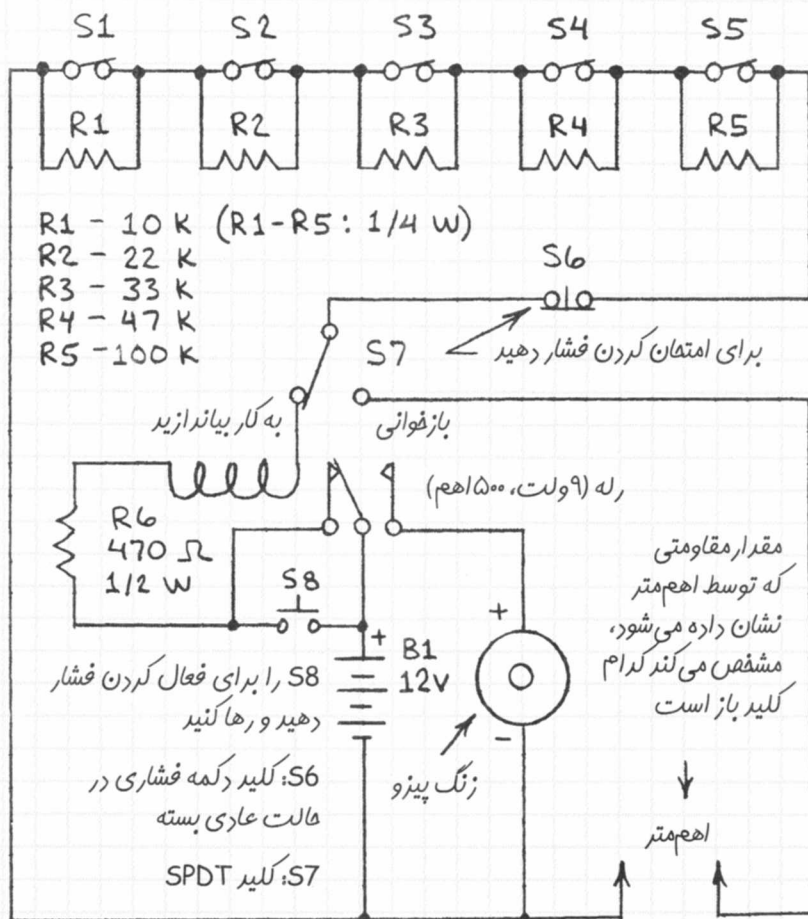 S1 S2 S3 S4 S5
R1 R2 R3 R4 R5
R1 - 10 K (R1-R5: 1/4 W)
R2 - 22 K
R3 - 33 K
R4 - 47 K
R5 - 100 K
S6
برای امتحان کردن فشار دهید
S7
به کار بیاندازید
بازخوانی
رله (۹ولت، ۵۰۰اهم)
R6
470 Ω
1/2 W
S8
مقدار مقاومتی
که توسط اهم‌متر
نشان داده می‌شود،
مشخص می‌کند کدام
کلید باز است
+
B1
12V
+
−
S8 را برای فعال کردن فشار
دهید و رها کنید
زنگ پیزو
S6: کلید دکمه فشاری در
حالت عادی بسته
S7: کلید SPDT
اهم‌متر